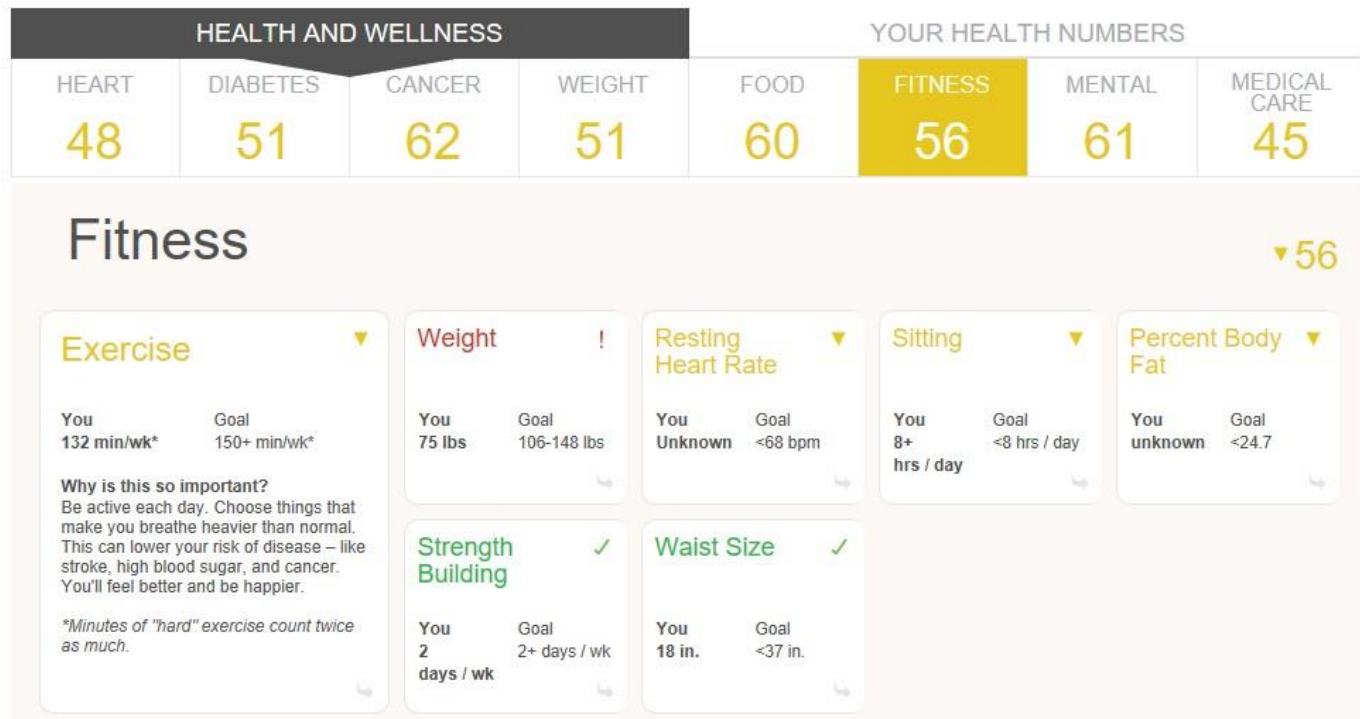 HEALTH AND WELLNESS
YOUR HEALTH NUMBERS
HEART
48
DIABETES
51
CANCER
62
WEIGHT
51
FOOD
60
FITNESS
56
MENTAL
61
MEDICAL
CARE
45
Fitness
56
Exercise
You Goal
132 min/wk* 150+ min/wk*
Why is this so important?
Be active each day. Choose things that
make you breathe heavier than normal.
This can lower your risk of disease – like
stroke, high blood sugar, and cancer.
You'll feel better and be happier.
*Minutes of "hard" exercise count twice
as much.
Weight !
You Goal
75 lbs 106-148 lbs
Resting
Heart Rate
You Goal
Unknown <68 bpm
Sitting
You Goal
8+ <8 hrs / day
hrs / day
Percent Body
Fat
You Goal
unknown <24.7
Strength
Building
You Goal
2 2+ days / wk
days / wk
Waist Size
You Goal
18 in. <37 in.